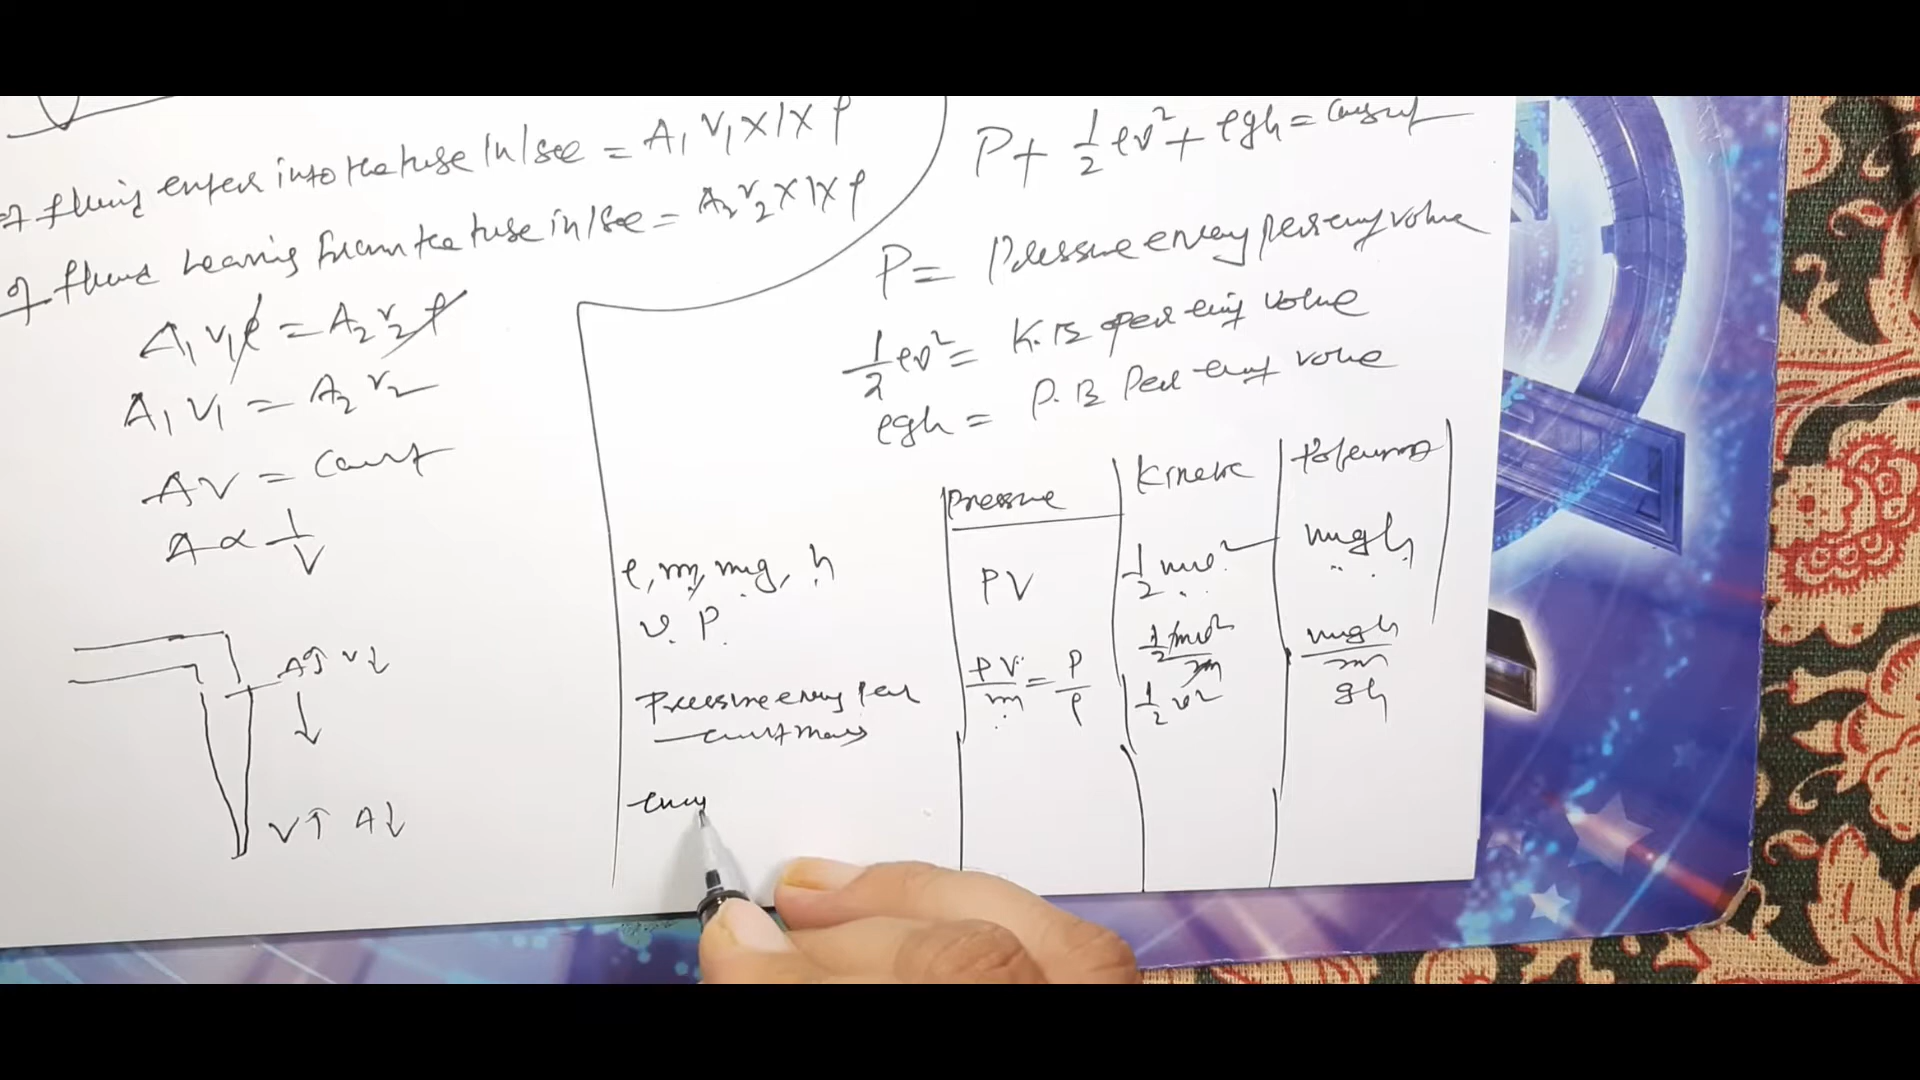 of fluid enter into the tube in 1 sec = A₁ V₁ X 1 X ρ
of fluid Leaving from the tube in 1 sec = A₂ v₂ X 1 X ρ
A₁ v₁ ρ = A₂ v₂ ρ
A₁ V₁ = A₂ v₂
AV = Const
A ∝ 1/V
A↑ v↓
V↑ A↓
P + 1/2 ρv² + ρgh = Const
P = Pressure energy per unit volume
1/2 ρv² = K.E per unit volume
ρgh = P.E Per unit volume
Pressure Kinetic Potential
ρ, m, mg, h
v. P.
PV 1/2 mv² mgh
Pressure energy per
unit mass
PV/m = P/ρ 1/2 mv²/m mgh/m
1/2 v² gh